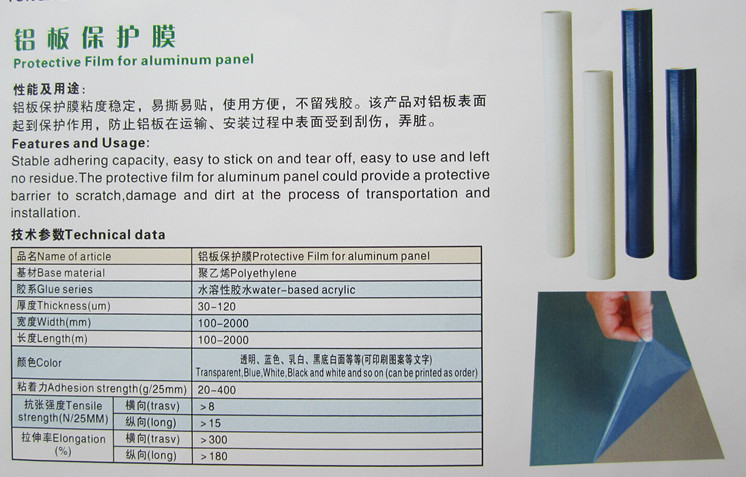 铝板保护膜
Protective Film for aluminum panel
性能及用途:
铝板保护膜粘度稳定，易撕易贴，使用方便，不留残胶。该产品对铝板表面
起到保护作用，防止铝板在运输、安装过程中表面受到刮伤，弄脏。
Features and Usage:
Stable adhering capacity, easy to stick on and tear off, easy to use and left
no residue.The protective film for aluminum panel could provide a protective
barrier to scratch,damage and dirt at the process of transportation and
installation.
技术参数Technical data
品名Name of article 铝板保护膜Protective Film for aluminum panel
基材Base material 聚乙烯Polyethylene
胶系Glue series 水溶性胶水water-based acrylic
厚度Thickness(um) 30-120
宽度Width(mm) 100-2000
长度Length(m) 100-2000
颜色Color 透明、蓝色、乳白、黑底白面等等(可印刷图案等文字)
Transparent,Blue,White,Black and white and so on (can be printed as order)
粘着力Adhesion strength(g/25mm) 20-400
抗张强度Tensile strength(N/25MM) 横向(trasv) >8
纵向(long) >15
拉伸率Elongation (%) 横向(trasv) >300
纵向(long) >180